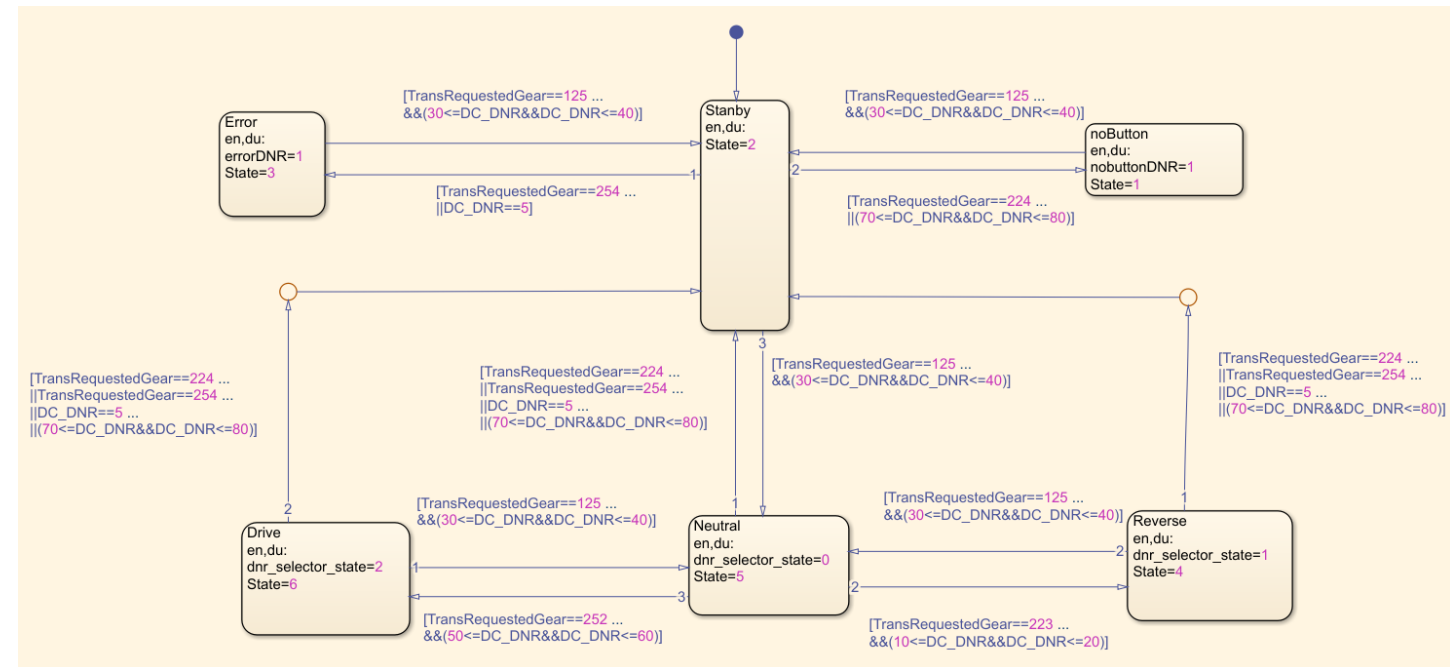 [TransRequestedGear==125 ...
&&(30<=DC_DNR&&DC_DNR<=40)]
[TransRequestedGear==125 ...
&&(30<=DC_DNR&&DC_DNR<=40)]
Error
en,du:
errorDNR=1
State=3
Stanby
en,du:
State=2
noButton
en,du:
nobuttonDNR=1
State=1
1
2
[TransRequestedGear==254 ...
||DC_DNR==5]
[TransRequestedGear==224 ...
||(70<=DC_DNR&&DC_DNR<=80)]
3
[TransRequestedGear==224 ...
||TransRequestedGear==254 ...
||DC_DNR==5 ...
||(70<=DC_DNR&&DC_DNR<=80)]
[TransRequestedGear==224 ...
||TransRequestedGear==254 ...
||DC_DNR==5 ...
||(70<=DC_DNR&&DC_DNR<=80)]
[TransRequestedGear==125 ...
&&(30<=DC_DNR&&DC_DNR<=40)]
[TransRequestedGear==224 ...
||TransRequestedGear==254 ...
||DC_DNR==5 ...
||(70<=DC_DNR&&DC_DNR<=80)]
2
1
1
[TransRequestedGear==125 ...
&&(30<=DC_DNR&&DC_DNR<=40)]
[TransRequestedGear==125 ...
&&(30<=DC_DNR&&DC_DNR<=40)]
Drive
en,du:
dnr_selector_state=2
State=6
Neutral
en,du:
dnr_selector_state=0
State=5
Reverse
en,du:
dnr_selector_state=1
State=4
1
2
3
2
[TransRequestedGear==252 ...
&&(50<=DC_DNR&&DC_DNR<=60)]
[TransRequestedGear==223 ...
&&(10<=DC_DNR&&DC_DNR<=20)]